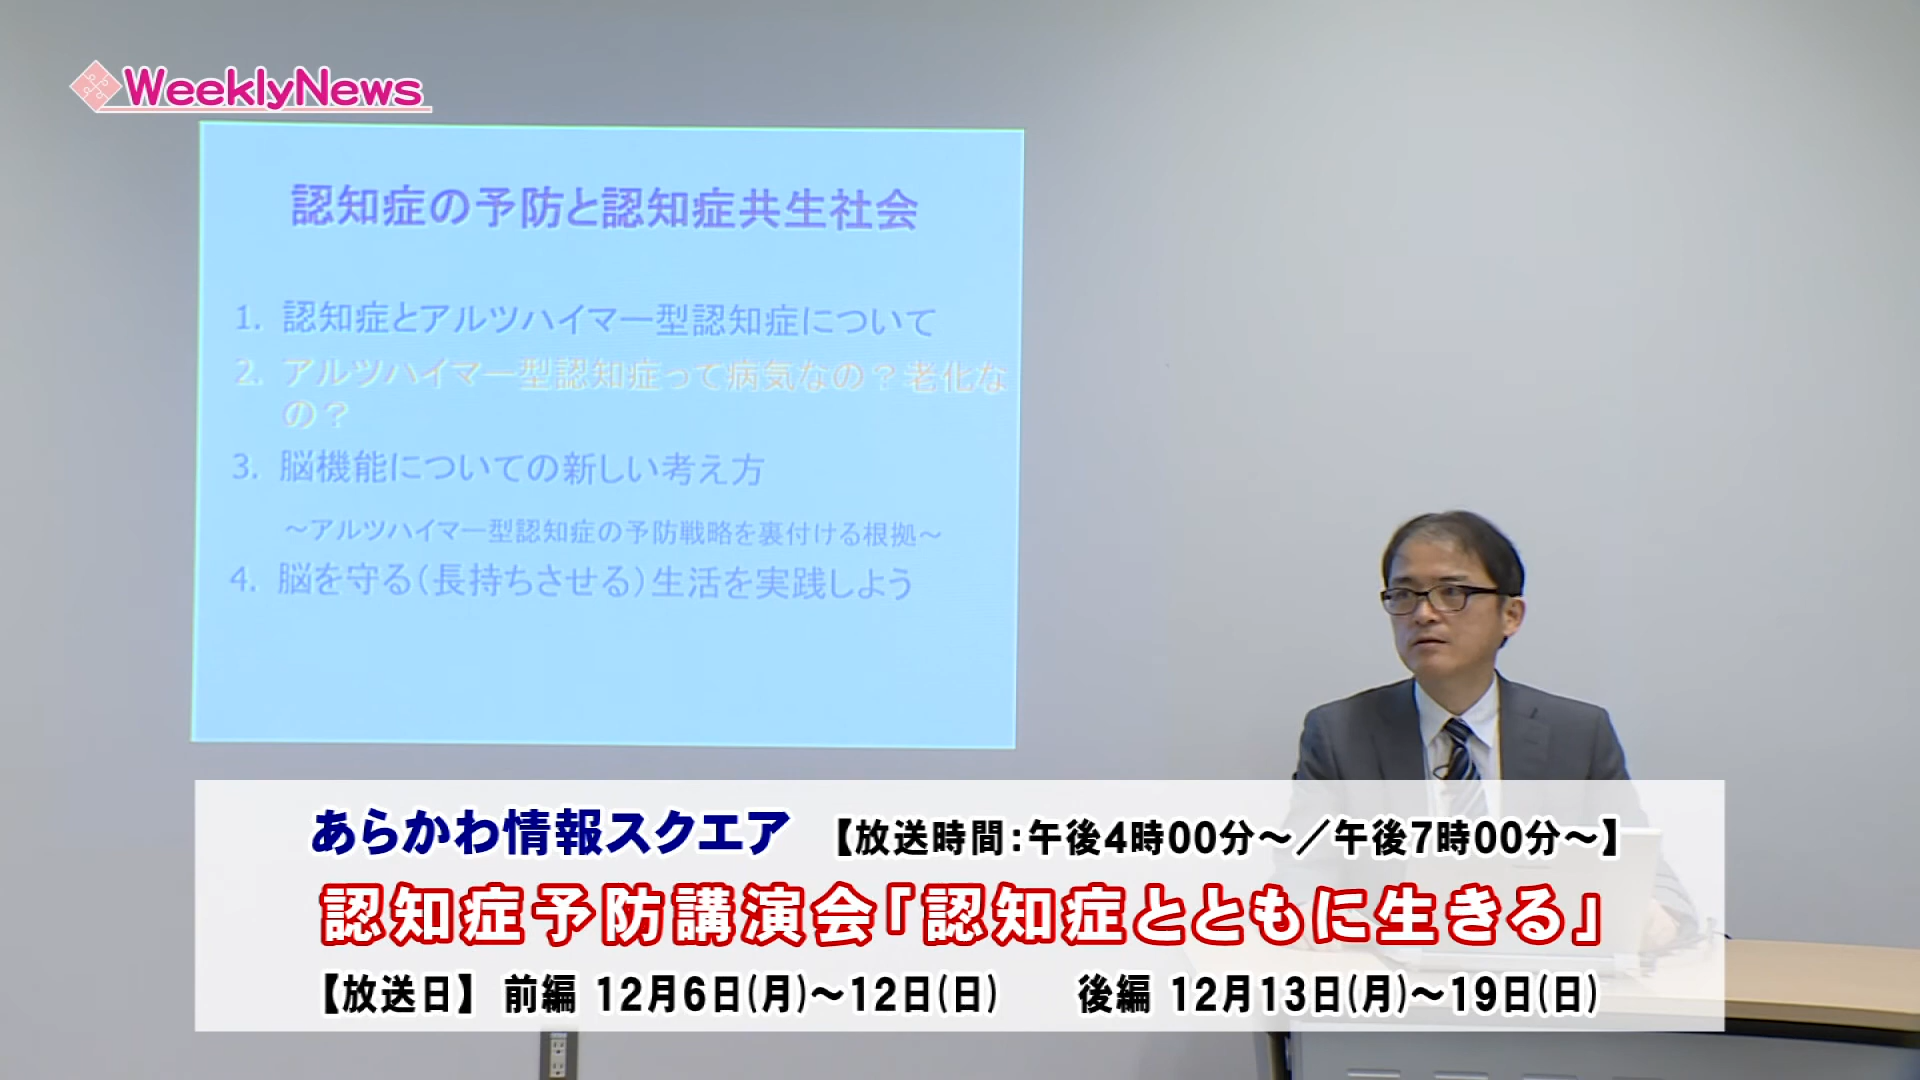 WeeklyNews
認知症の予防と認知症共生社会
1. 認知症とアルツハイマー型認知症について
2. アルツハイマー型認知症って病気なの？老化な
の？
3. 脳機能についての新しい考え方
～アルツハイマー型認知症の予防戦略を裏付ける根拠～
4. 脳を守る（長持ちさせる）生活を実践しよう
あらかわ情報スクエア 【放送時間：午後4時00分～／午後7時00分～】
認知症予防講演会「認知症とともに生きる」
【放送日】 前編 12月6日(月)～12日(日) 後編 12月13日(月)～19日(日)